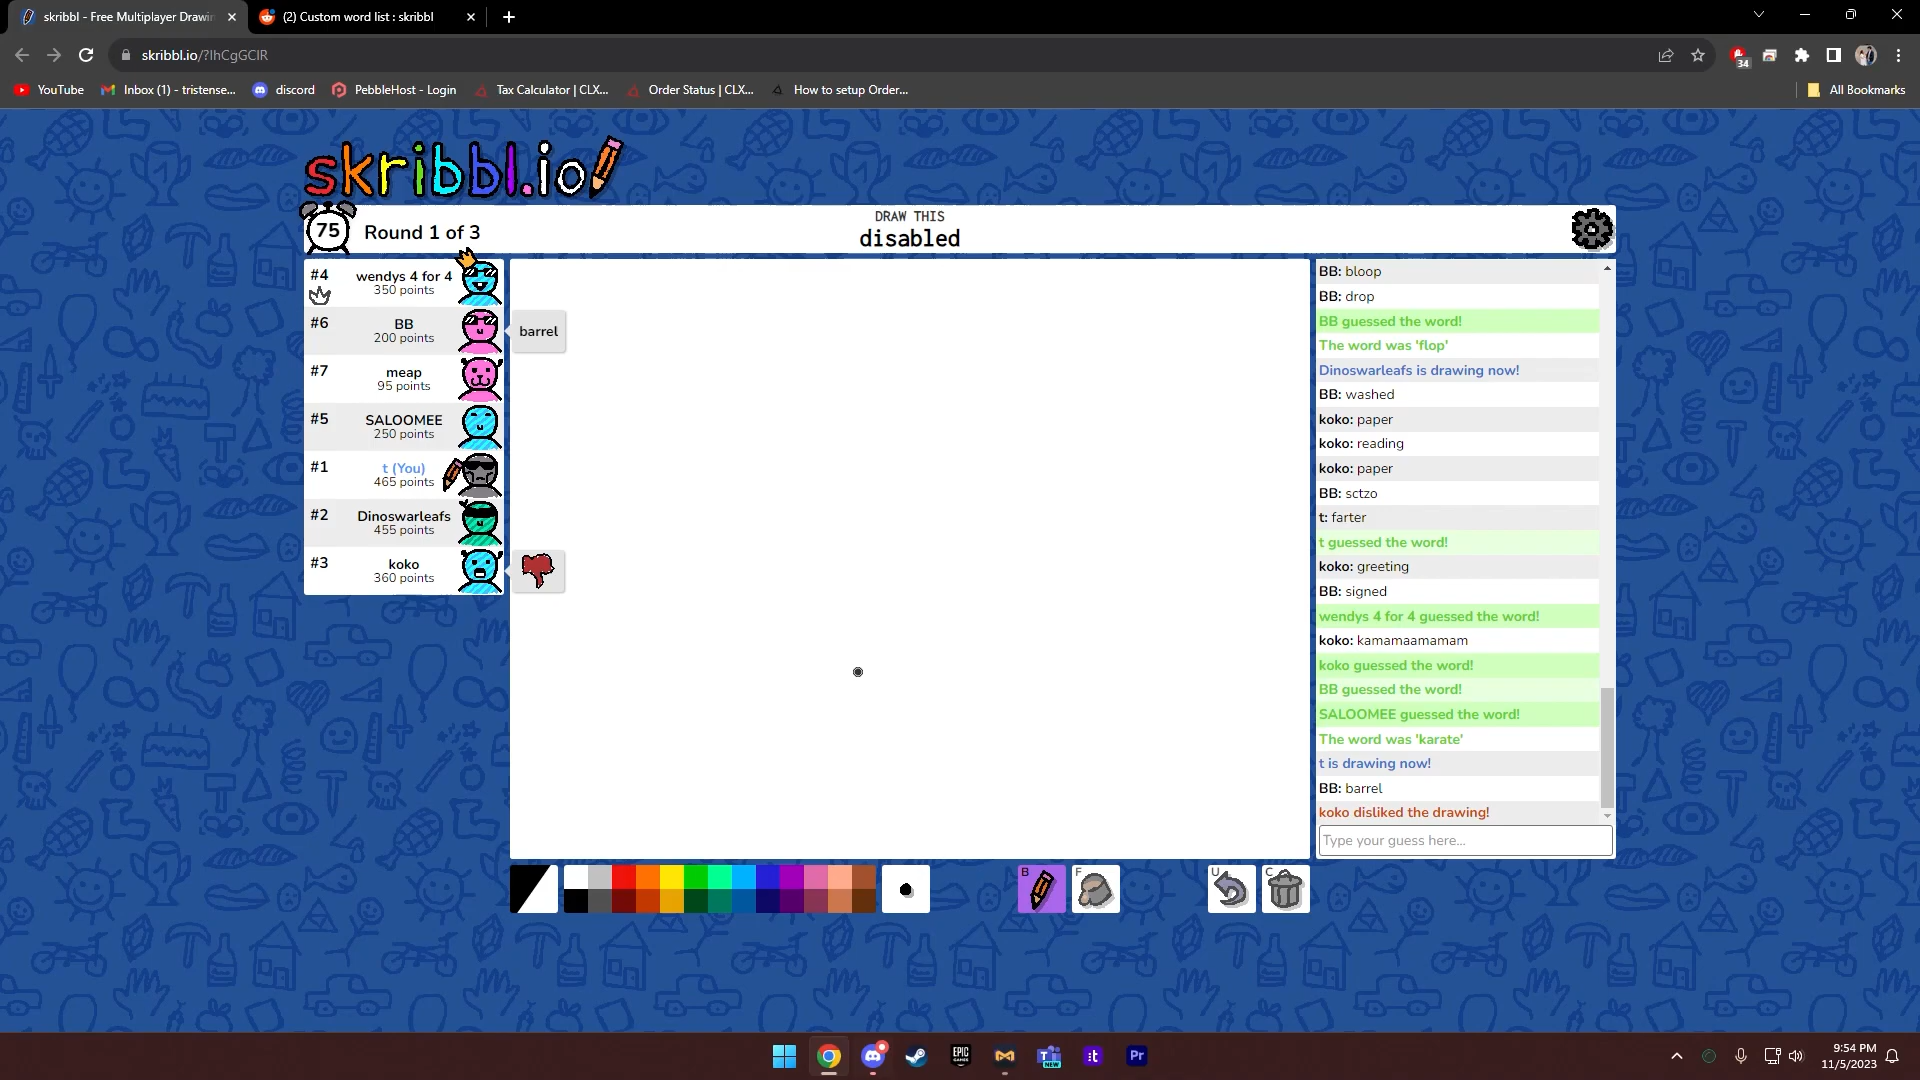 skribbl - Free Multiplayer Drawin
(2) Custom word list : skribbl
skribbl.io/?lhCgGClR
34
YouTube
Inbox (1) - tristense...
discord
PebbleHost - Login
Tax Calculator | CLX...
Order Status | CLX...
How to setup Order...
All Bookmarks
skribbl.io
75
Round 1 of 3
DRAW THIS
disabled
#4
wendys 4 for 4
350 points
#6
BB
200 points
barrel
#7
meap
95 points
#5
SALOOMEE
250 points
#1
t (You)
465 points
#2
Dinoswarleafs
455 points
#3
koko
360 points
BB: bloop
BB: drop
BB guessed the word!
The word was 'flop'
Dinoswarleafs is drawing now!
BB: washed
koko: paper
koko: reading
koko: paper
BB: sctzo
t: farter
t guessed the word!
koko: greeting
BB: signed
wendys 4 for 4 guessed the word!
koko: kamamaamamam
koko guessed the word!
BB guessed the word!
SALOOMEE guessed the word!
The word was 'karate'
t is drawing now!
BB: barrel
koko disliked the drawing!
Type your guess here...
B
F
U
C
EPIC
GAMES
T
NEW
:t
Pr
9:54 PM
11/5/2023